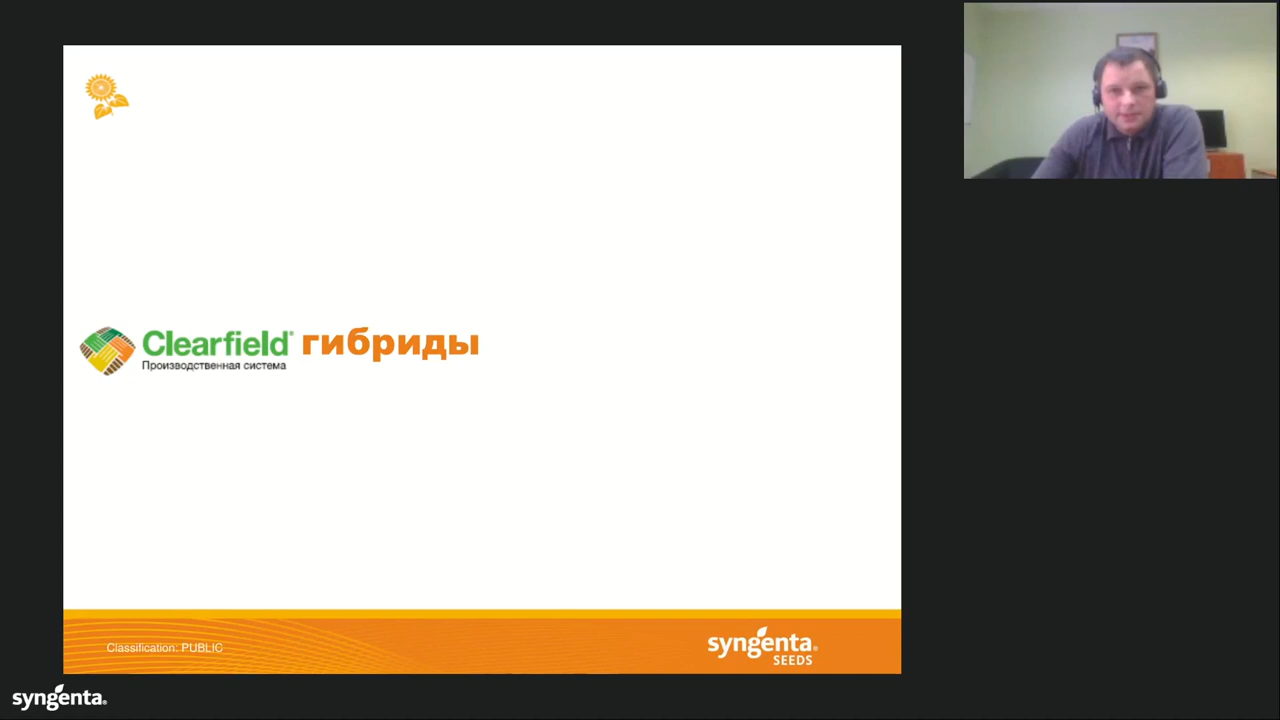 Clearfield® гибриды
Производственная система
Classification: PUBLIC
syngenta®
SEEDS
syngenta®